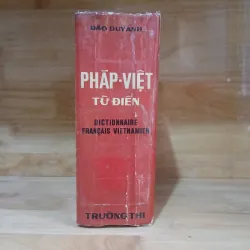 ĐÀO DUY ANH
PHÁP-VIỆT
TỪ ĐIỂN
DICTIONNAIRE
FRANÇAIS VIETNAMIEN
TRƯỜNG THI